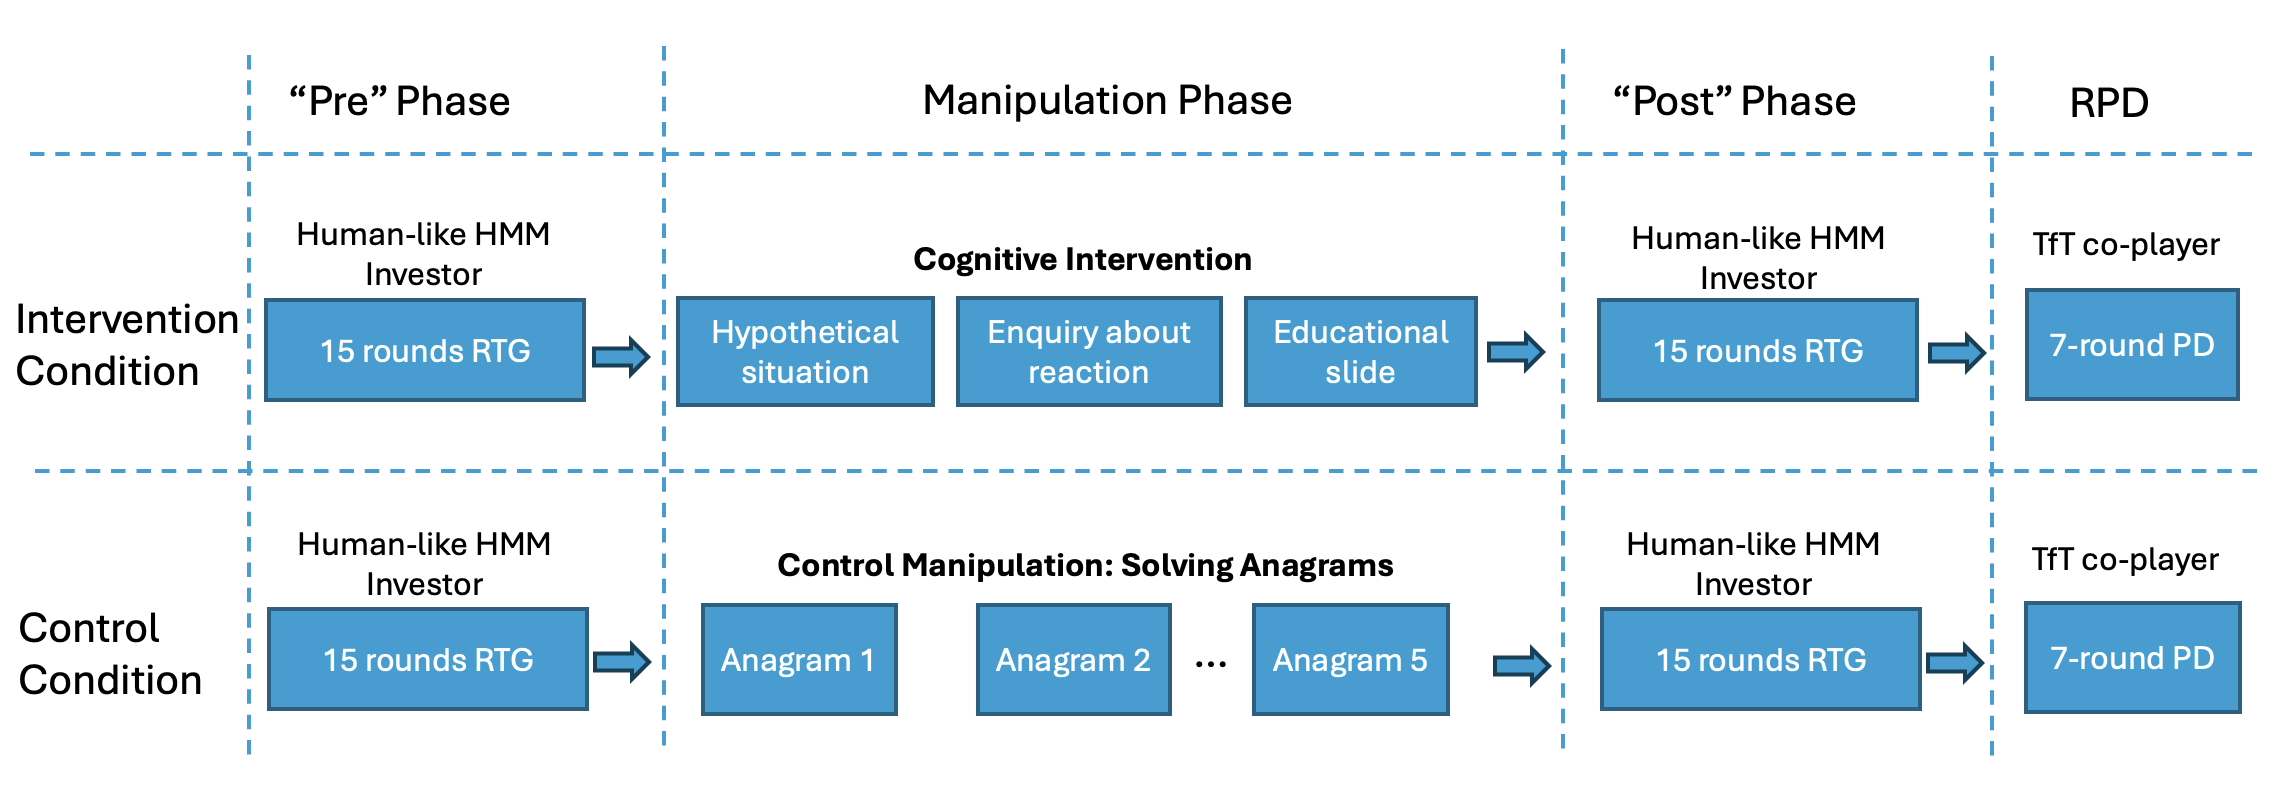 “Pre” Phase
Manipulation Phase
“Post” Phase
RPD
Intervention
Condition
Human-like HMM
Investor
15 rounds RTG
Cognitive Intervention
Hypothetical
situation
Enquiry about
reaction
Educational
slide
Human-like HMM
Investor
15 rounds RTG
TfT co-player
7-round PD
Control
Condition
Human-like HMM
Investor
15 rounds RTG
Control Manipulation: Solving Anagrams
Anagram 1
Anagram 2
...
Anagram 5
Human-like HMM
Investor
15 rounds RTG
TfT co-player
7-round PD